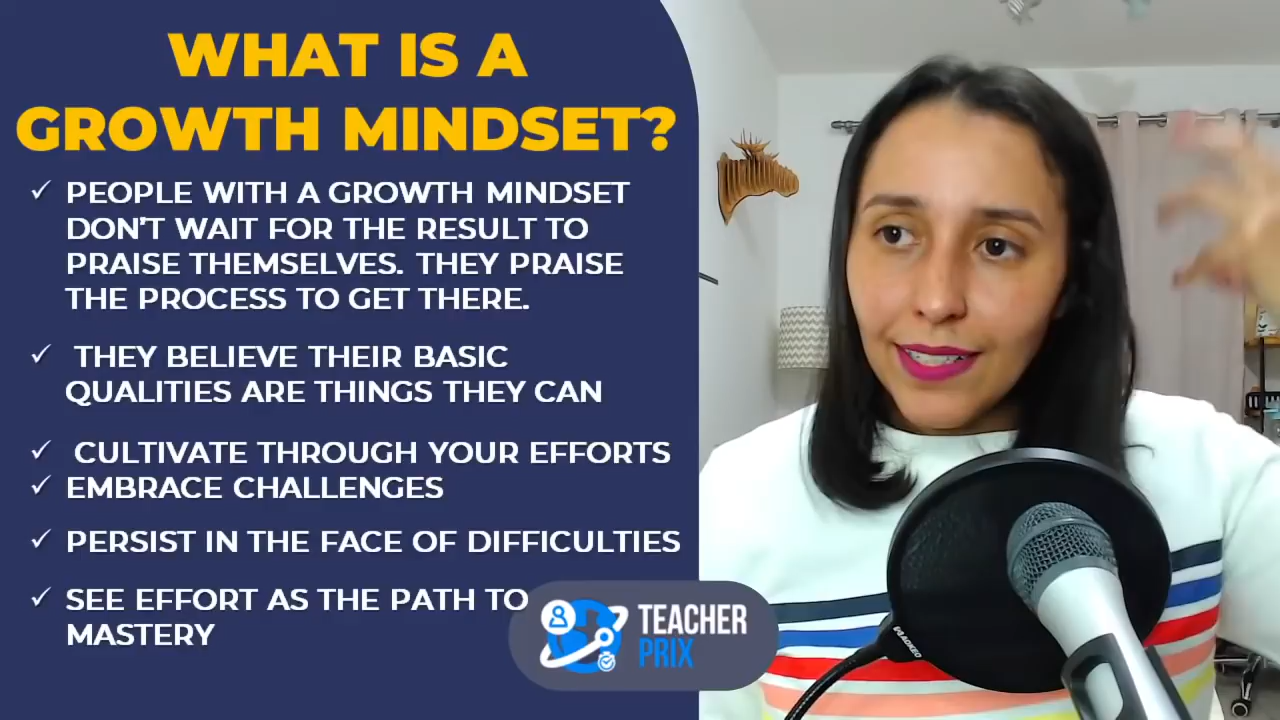 WHAT IS A
GROWTH MINDSET?
✓ PEOPLE WITH A GROWTH MINDSET
DON'T WAIT FOR THE RESULT TO
PRAISE THEMSELVES. THEY PRAISE
THE PROCESS TO GET THERE.
✓ THEY BELIEVE THEIR BASIC
QUALITIES ARE THINGS THEY CAN
✓ CULTIVATE THROUGH YOUR EFFORTS
✓ EMBRACE CHALLENGES
✓ PERSIST IN THE FACE OF DIFFICULTIES
✓ SEE EFFORT AS THE PATH TO
MASTERY
TEACHER
PRIX